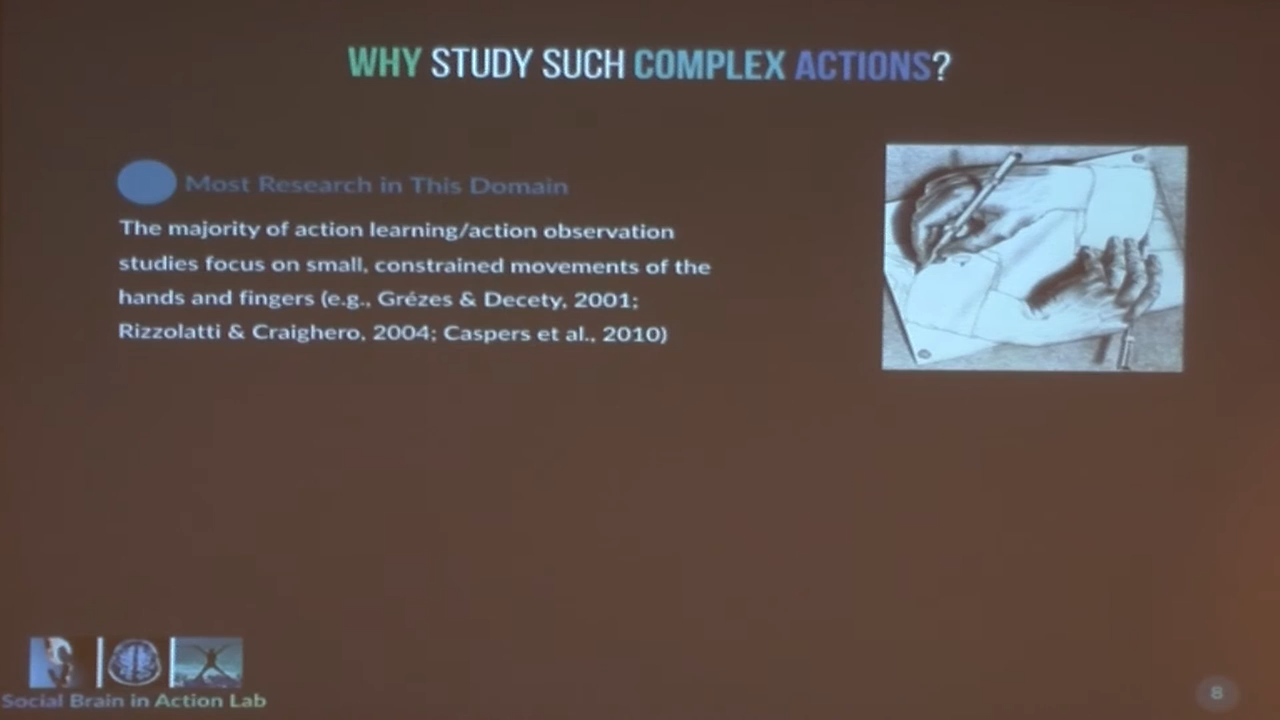 WHY STUDY SUCH COMPLEX ACTIONS?
Most Research in This Domain
The majority of action learning/action observation
studies focus on small, constrained movements of the
hands and fingers (e.g., Grézes & Decety, 2001;
Rizzolatti & Craighero, 2004; Caspers et al., 2010)
Social Brain in Action Lab
8